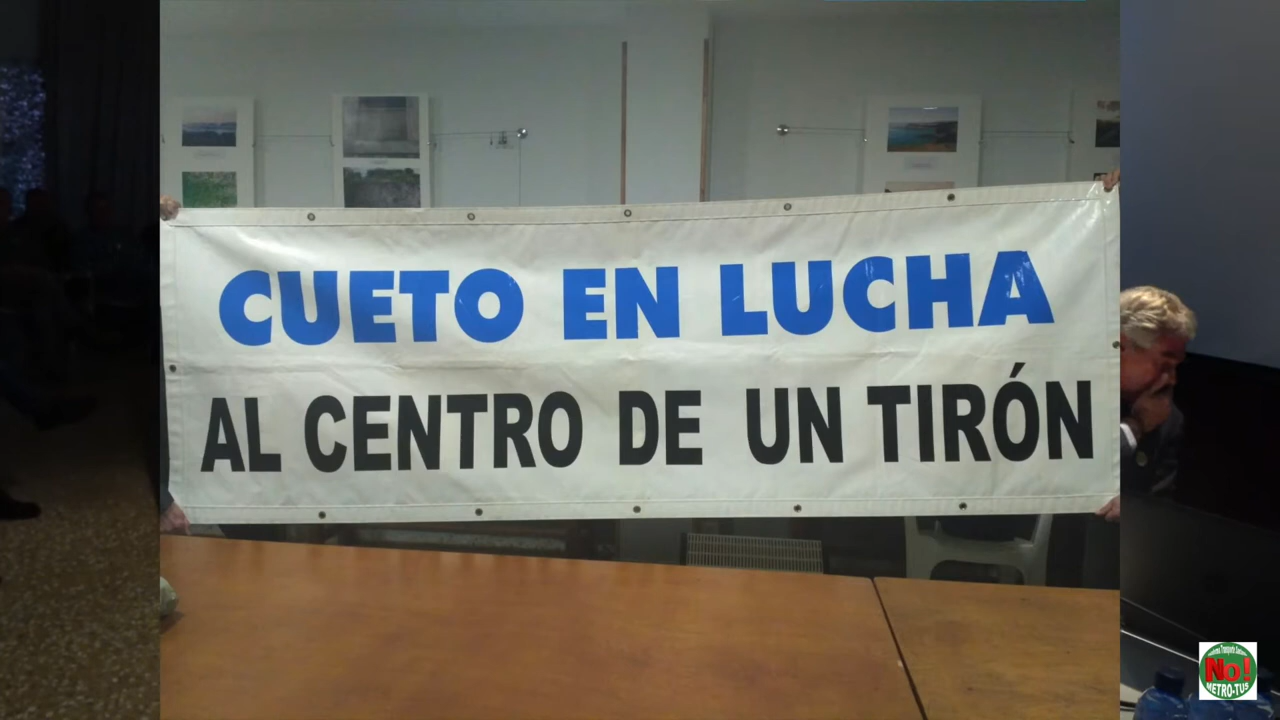 CUETO EN LUCHA
AL CENTRO DE UN TIRÓN
No!
METRO-TUS